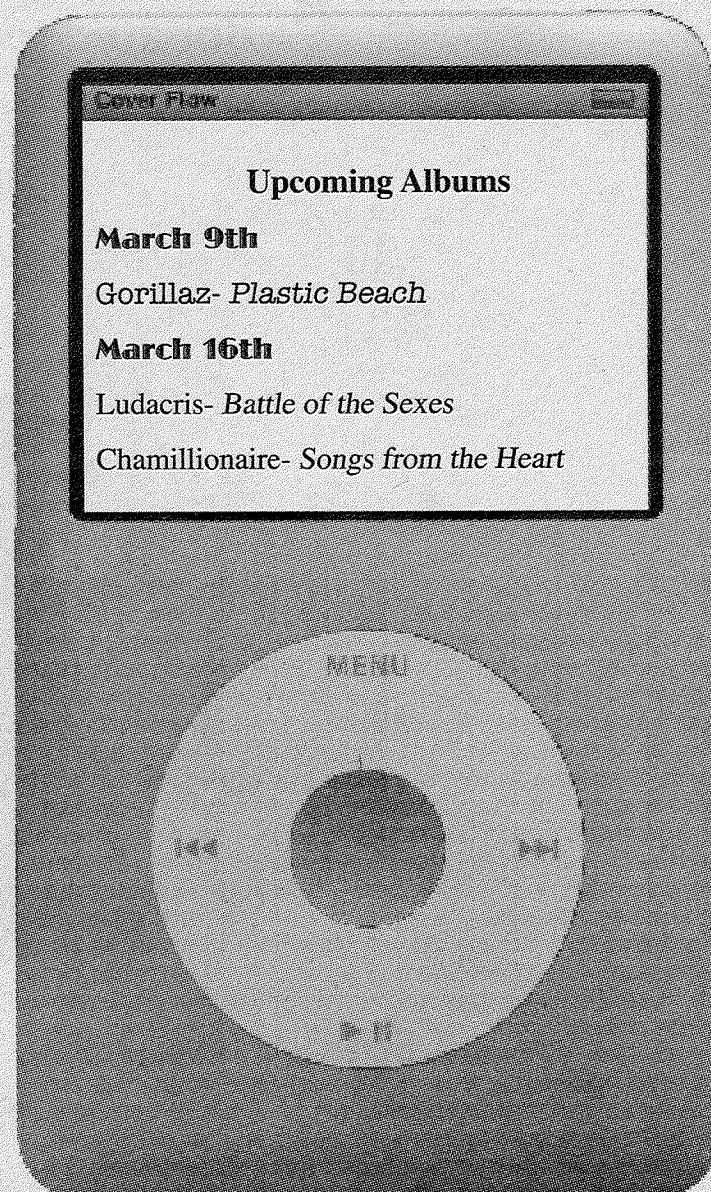 Cover Flow
Upcoming Albums
March 9th
Gorillaz- Plastic Beach
March 16th
Ludacris- Battle of the Sexes
Chamillionaire- Songs from the Heart
MENU